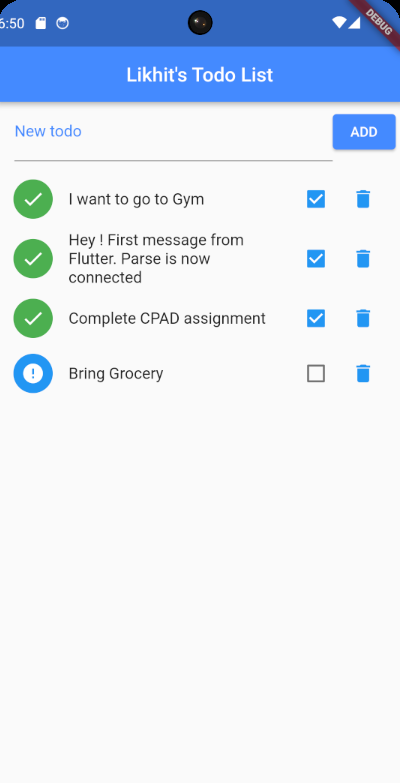 6:50
DEBUG
Likhit's Todo List
New todo
ADD
I want to go to Gym
Hey ! First message from
Flutter. Parse is now
connected
Complete CPAD assignment
Bring Grocery